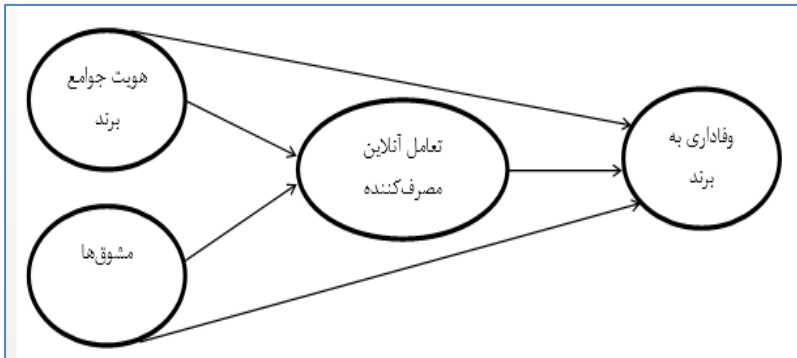 هویت جوامع
برند
تعامل آنلاین
مصرف‌کننده
وفاداری به
برند
مشوق‌ها